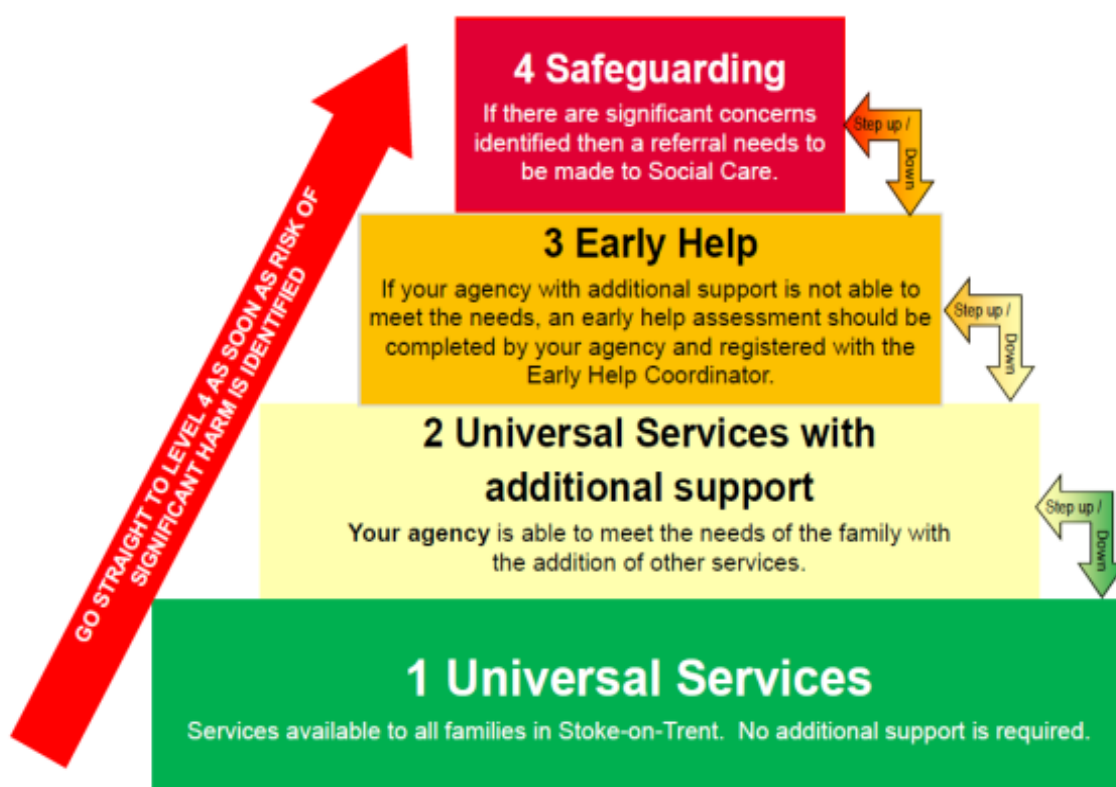 4 Safeguarding
If there are significant concerns
identified then a referral needs to
be made to Social Care.
Step up /
Down
3 Early Help
If your agency with additional support is not able to
meet the needs, an early help assessment should be
completed by your agency and registered with the
Early Help Coordinator.
Step up /
Down
2 Universal Services with
additional support
Your agency is able to meet the needs of the family with
the addition of other services.
Step up /
Down
1 Universal Services
Services available to all families in Stoke-on-Trent.  No additional support is required.
GO STRAIGHT TO LEVEL 4 AS SOON AS RISK OF
SIGNIFICANT HARM IS IDENTIFIED